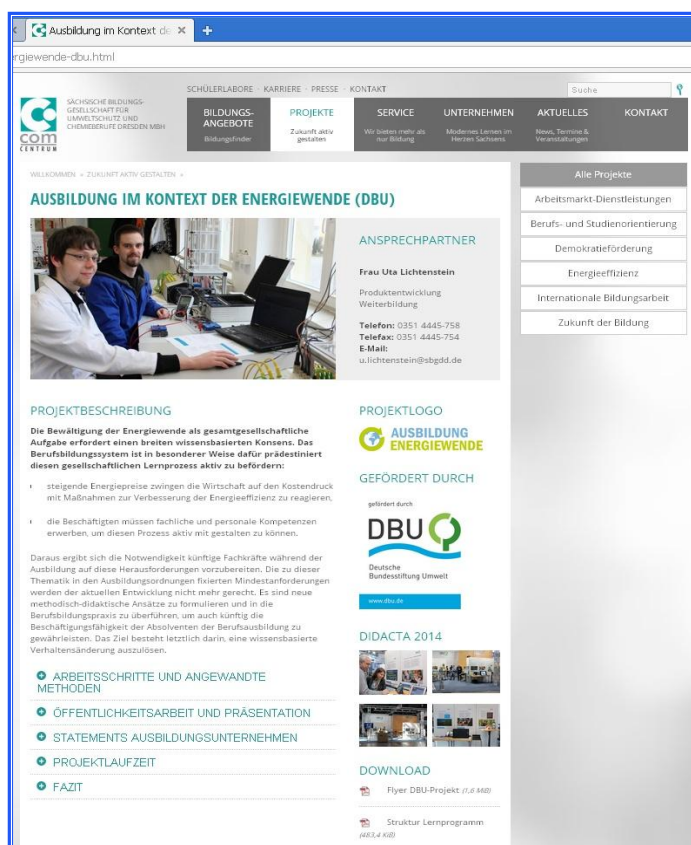 Ausbildung im Kontext de
rgiewende-dbu.html
SCHÜLERLABORE · KARRIERE · PRESSE · KONTAKT
Suche
com
CENTRUM
SÄCHSISCHE BILDUNGS-
GESELLSCHAFT FÜR
UMWELTSCHUTZ UND
CHEMIEBERUFE DRESDEN MBH
BILDUNGS-
ANGEBOTE
Bildungsfinder
PROJEKTE
Zukunft aktiv
gestalten
SERVICE
Wir bieten mehr als
nur Bildung
UNTERNEHMEN
Modernes Lernen im
Herzen Sachsens
AKTUELLES
News, Termine &
Veranstaltungen
KONTAKT
WILLKOMMEN » ZUKUNFT AKTIV GESTALTEN »
AUSBILDUNG IM KONTEXT DER ENERGIEWENDE (DBU)
ANSPRECHPARTNER
Frau Uta Lichtenstein
Produktentwicklung
Weiterbildung
Telefon: 0351 4445-758
Telefax: 0351 4445-754
E-Mail:
u.lichtenstein@sbgdd.de
Alle Projekte
Arbeitsmarkt-Dienstleistungen
Berufs- und Studienorientierung
Demokratieförderung
Energieeffizienz
Internationale Bildungsarbeit
Zukunft der Bildung
PROJEKTBESCHREIBUNG
Die Bewältigung der Energiewende als gesamtgesellschaftliche
Aufgabe erfordert einen breiten wissensbasierten Konsens. Das
Berufsbildungssystem ist in besonderer Weise dafür prädestiniert
diesen gesellschaftlichen Lernprozess aktiv zu befördern:
steigende Energiepreise zwingen die Wirtschaft auf den Kostendruck
mit Maßnahmen zur Verbesserung der Energieeffizienz zu reagieren,
die Beschäftigten müssen fachliche und personale Kompetenzen
erwerben, um diesen Prozess aktiv mit gestalten zu können.
Daraus ergibt sich die Notwendigkeit künftige Fachkräfte während der
Ausbildung auf diese Herausforderungen vorzubereiten. Die zu dieser
Thematik in den Ausbildungsordnungen fixierten Mindestanforderungen
werden der aktuellen Entwicklung nicht mehr gerecht. Es sind neue
methodisch-didaktische Ansätze zu formulieren und in die
Berufsbildungspraxis zu überführen, um auch künftig die
Beschäftigungsfähigkeit der Absolventen der Berufsausbildung zu
gewährleisten. Das Ziel besteht letztlich darin, eine wissensbasierte
Verhaltensänderung auszulösen.
ARBEITSSCHRITTE UND ANGEWANDTE
METHODEN
ÖFFENTLICHKEITSARBEIT UND PRÄSENTATION
STATEMENTS AUSBILDUNGSUNTERNEHMEN
PROJEKTLAUFZEIT
FAZIT
PROJEKTLOGO
AUSBILDUNG
ENERGIEWENDE
GEFÖRDERT DURCH
gefördert durch
DBU
Deutsche
Bundesstiftung Umwelt
www.dbu.de
DIDACTA 2014
DOWNLOAD
Flyer DBU-Projekt (1,6 MiB)
Struktur Lernprogramm
(483,4 KiB)